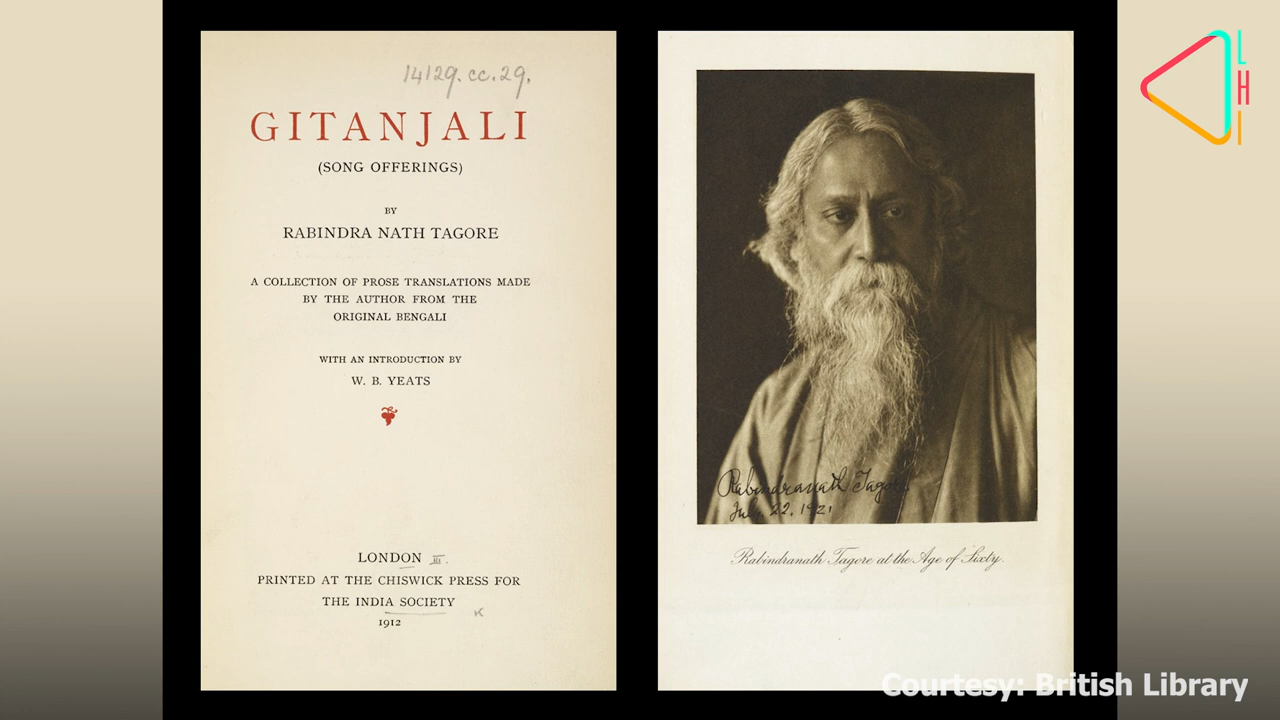 14129.cc.29.
GITANJALI
(SONG OFFERINGS)
BY
RABINDRA NATH TAGORE
A COLLECTION OF PROSE TRANSLATIONS MADE
BY THE AUTHOR FROM THE
ORIGINAL BENGALI
WITH AN INTRODUCTION BY
W. B. YEATS
LONDON III.
PRINTED AT THE CHISWICK PRESS FOR
THE INDIA SOCIETY
K
1912
Rabindranath Tagore
July 22. 1921
Rabindranath Tagore at the Age of Sixty.
LHI
Courtesy: British Library